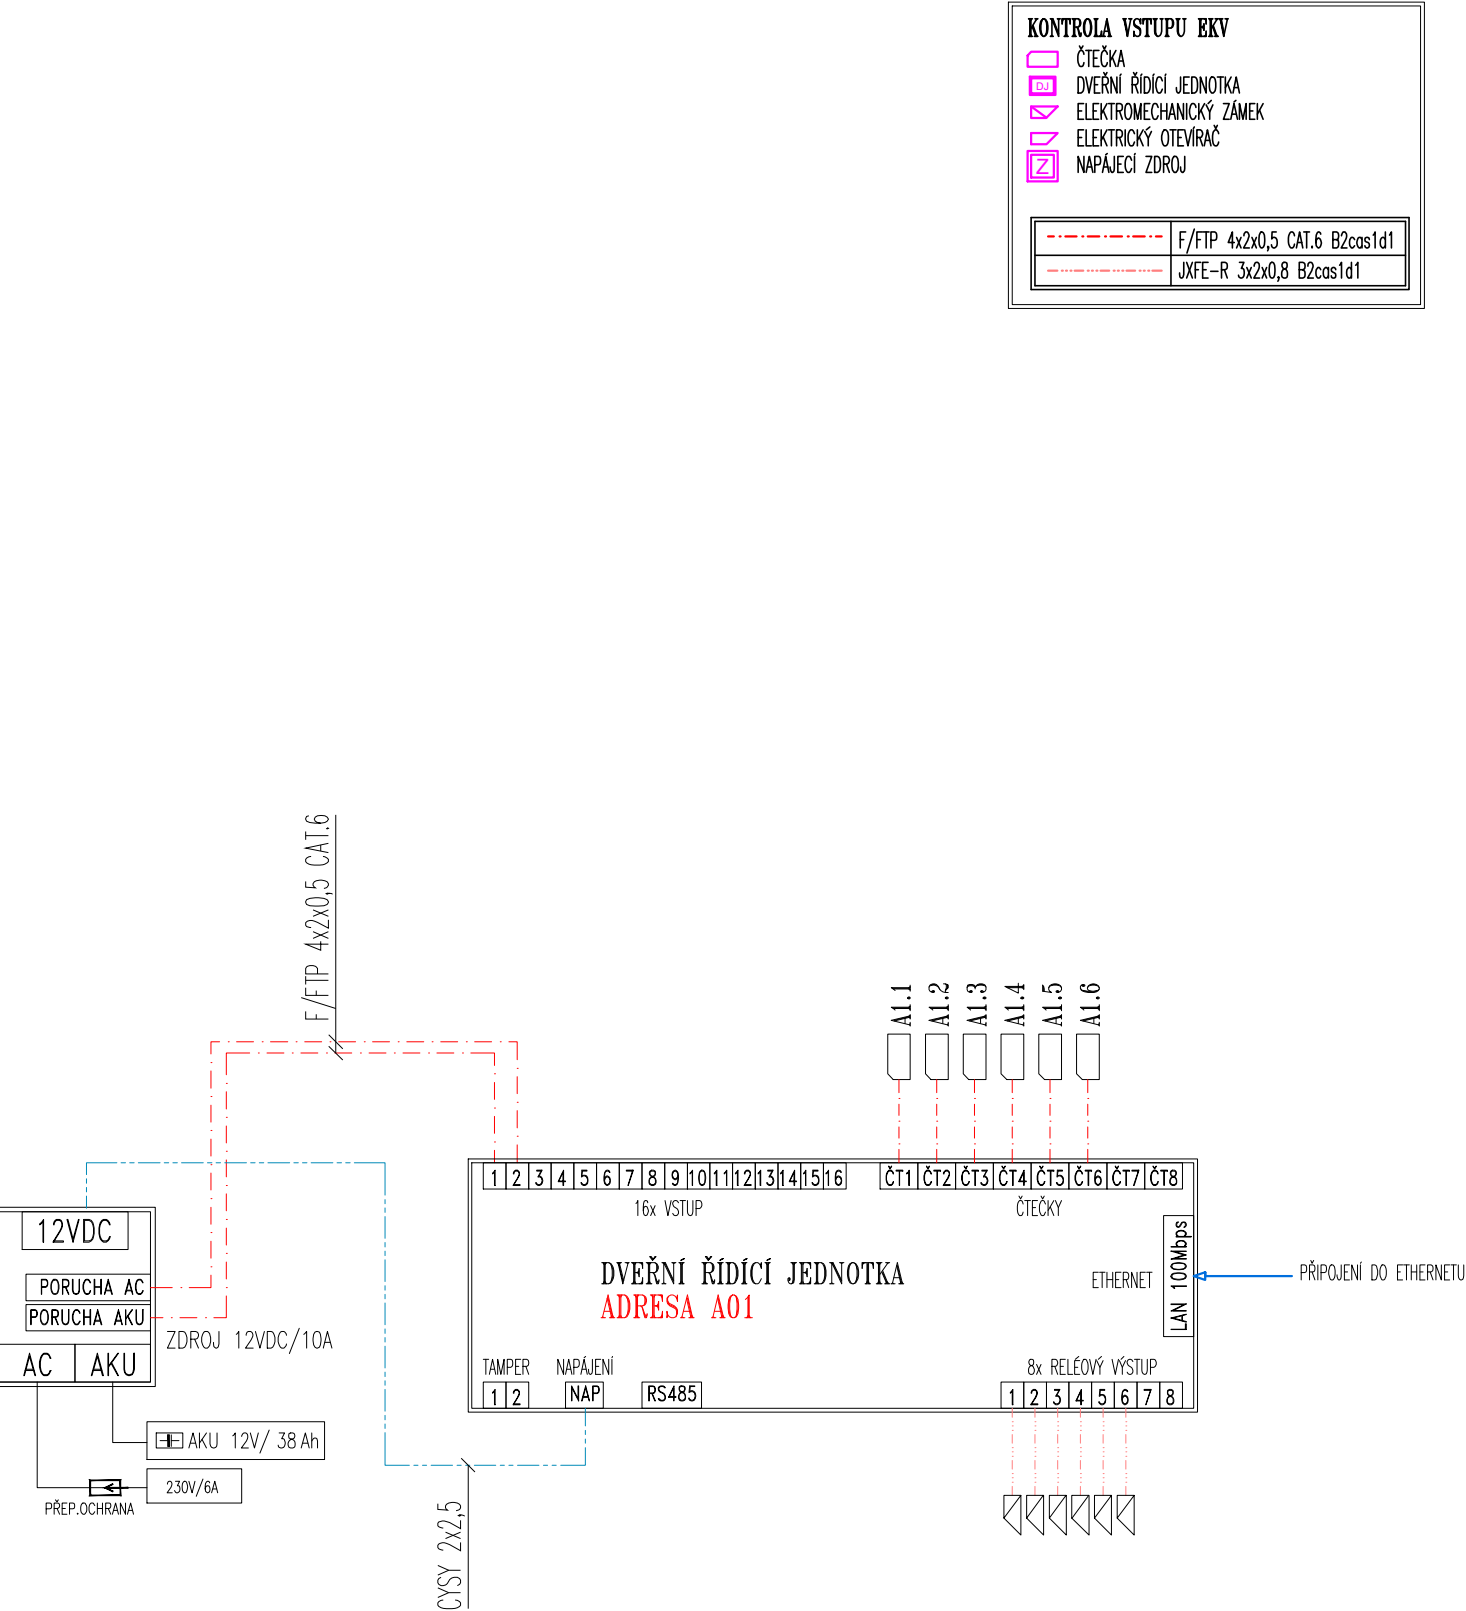 KONTROLA VSTUPU EKV
ČTEČKA
DJ DVEŘNÍ ŘÍDÍCÍ JEDNOTKA
ELEKTROMECHANICKÝ ZÁMEK
ELEKTRICKÝ OTEVÍRAČ
Z NAPÁJECÍ ZDROJ
F/FTP 4x2x0,5 CAT.6 B2cas1d1
JXFE-R 3x2x0,8 B2cas1d1
F/FTP 4x2x0,5 CAT.6
A1.1 A1.2 A1.3 A1.4 A1.5 A1.6
1 2 3 4 5 6 7 8 9 10 11 12 13 14 15 16
ČT1 ČT2 ČT3 ČT4 ČT5 ČT6 ČT7 ČT8
16x VSTUP
ČTEČKY
12VDC
PORUCHA AC
PORUCHA AKU
AC AKU
ZDROJ 12VDC/10A
DVEŘNÍ ŘÍDÍCÍ JEDNOTKA
ADRESA A01
ETHERNET
LAN 100Mbps
PŘIPOJENÍ DO ETHERNETU
TAMPER
1 2
NAPÁJENÍ
NAP
RS485
8x RELÉOVÝ VÝSTUP
1 2 3 4 5 6 7 8
AKU 12V/ 38 Ah
230V/6A
PŘEP.OCHRANA
CYSY 2x2,5